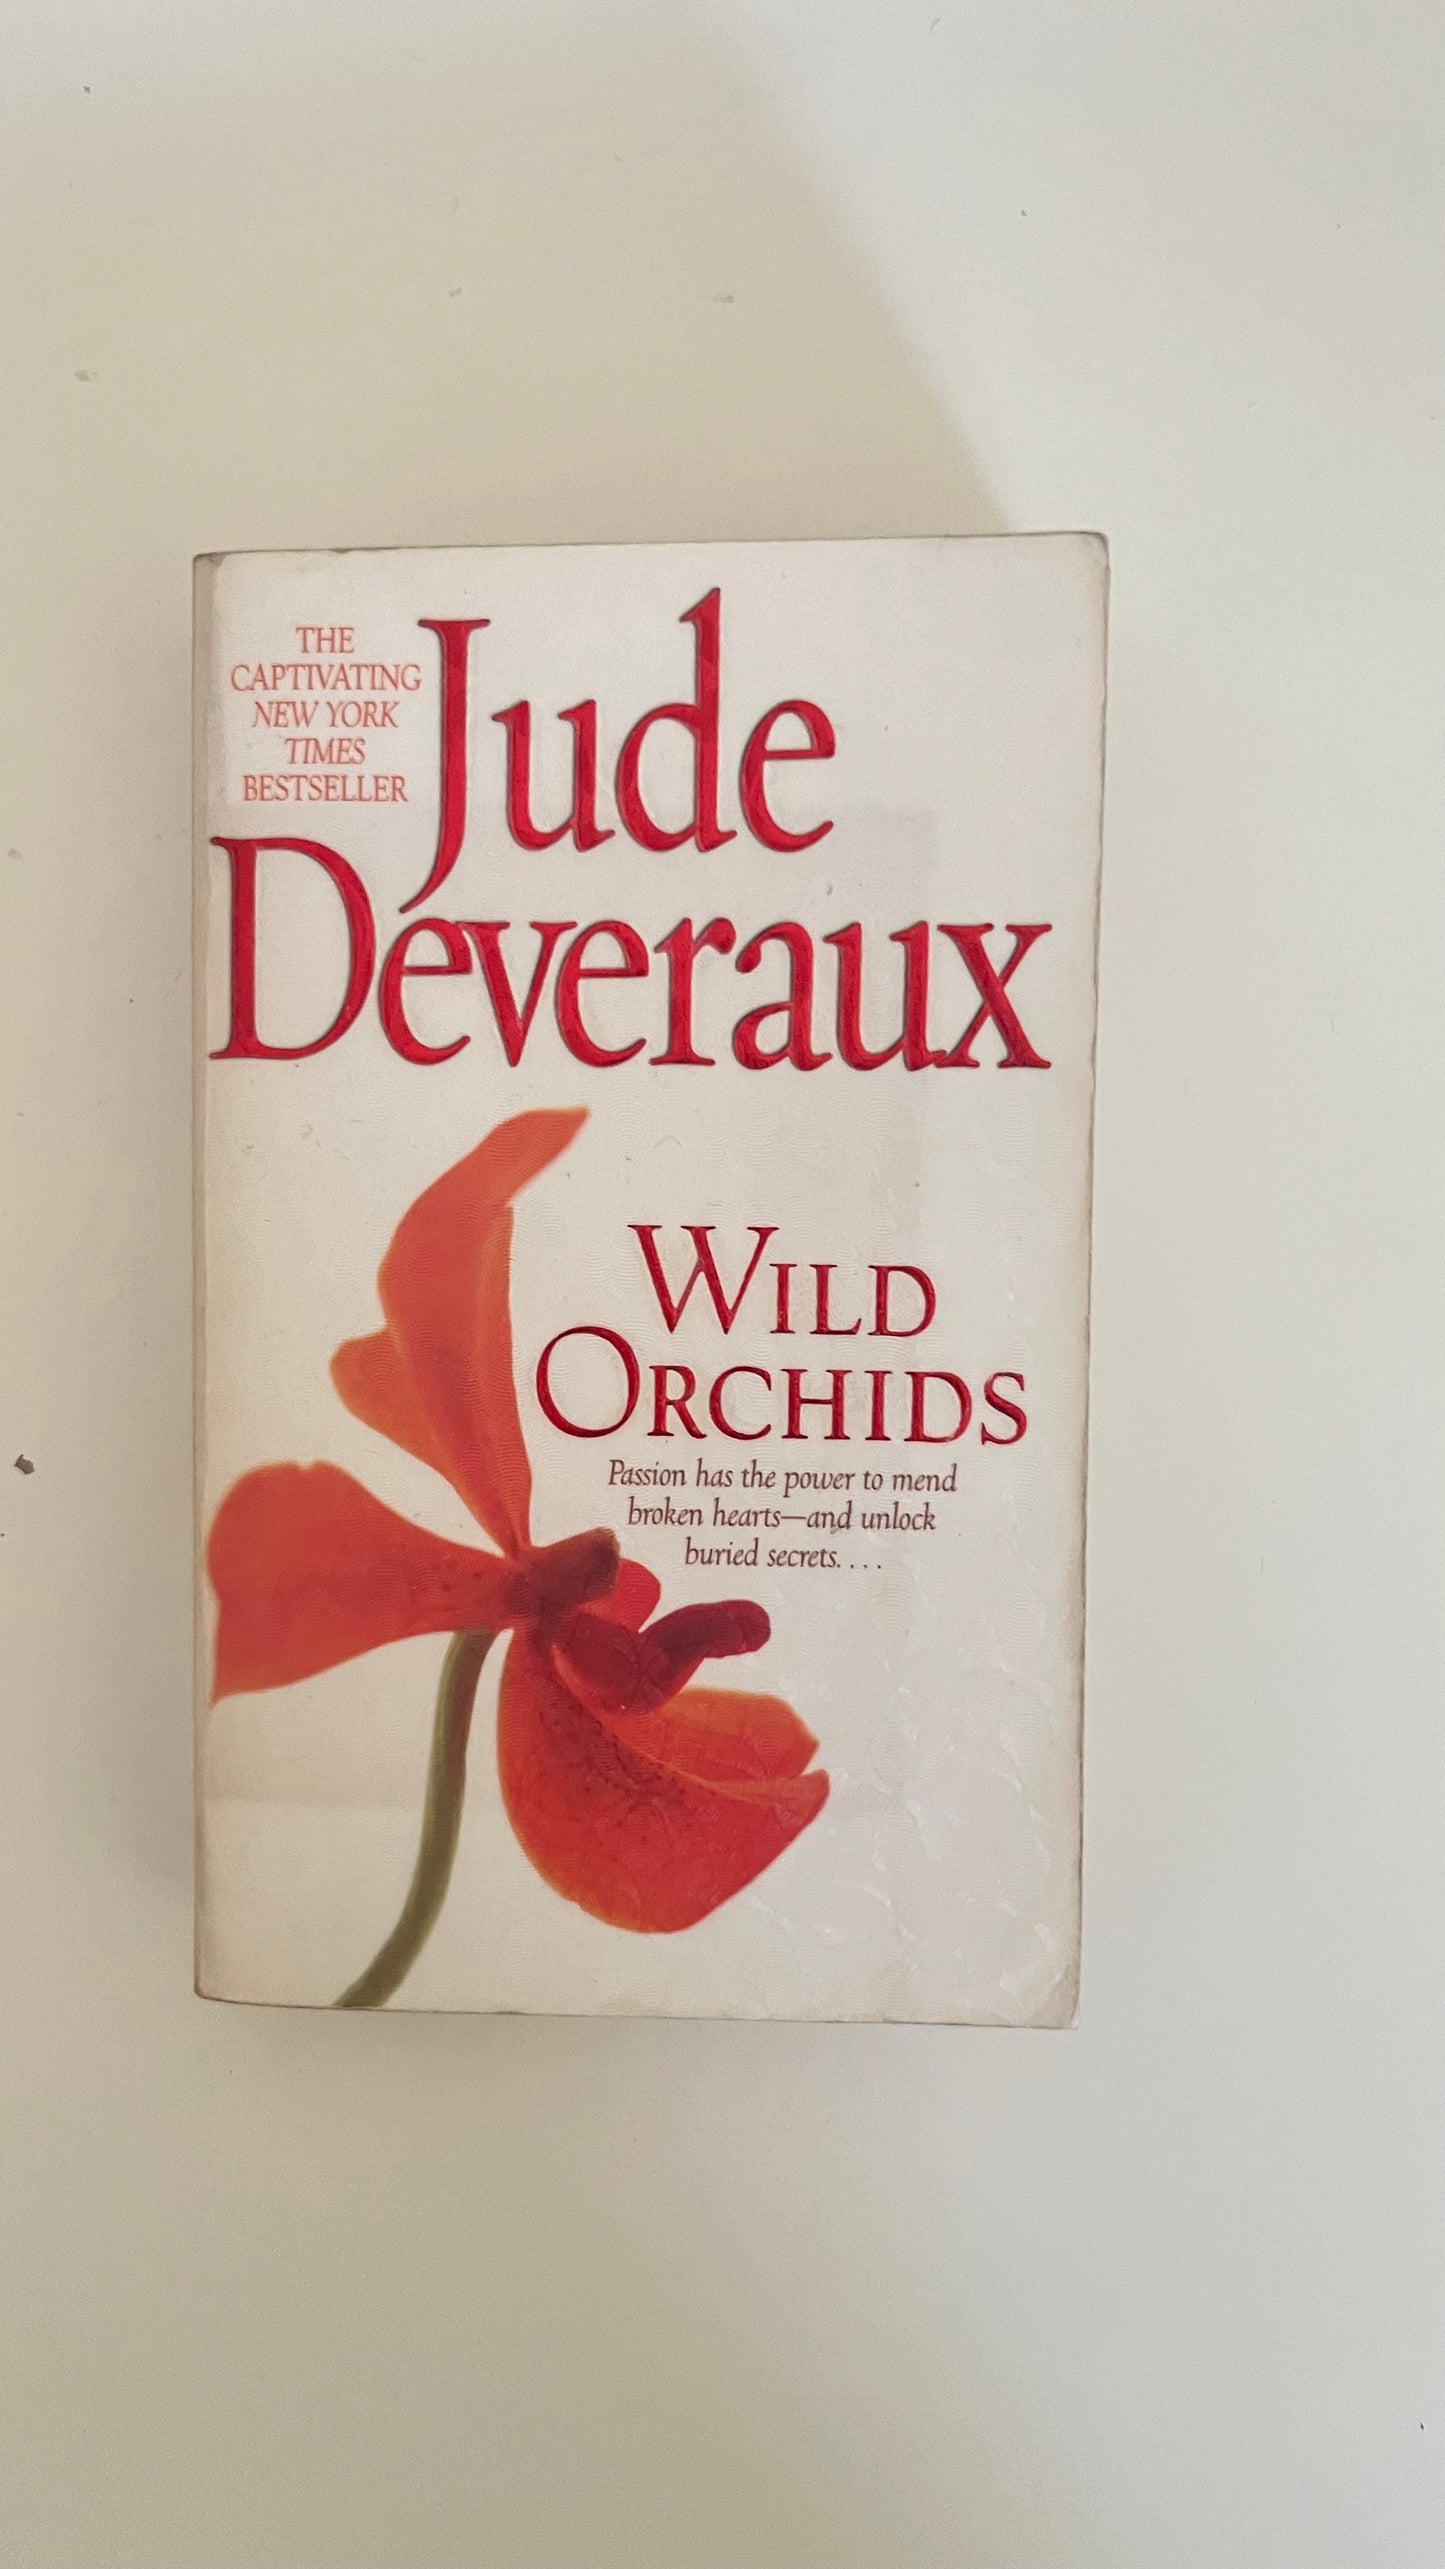 THE
CAPTIVATING
NEW YORK
TIMES
BESTSELLER
Jude
Deveraux
WILD
ORCHIDS
Passion has the power to mend
broken hearts—and unlock
buried secrets. . . .